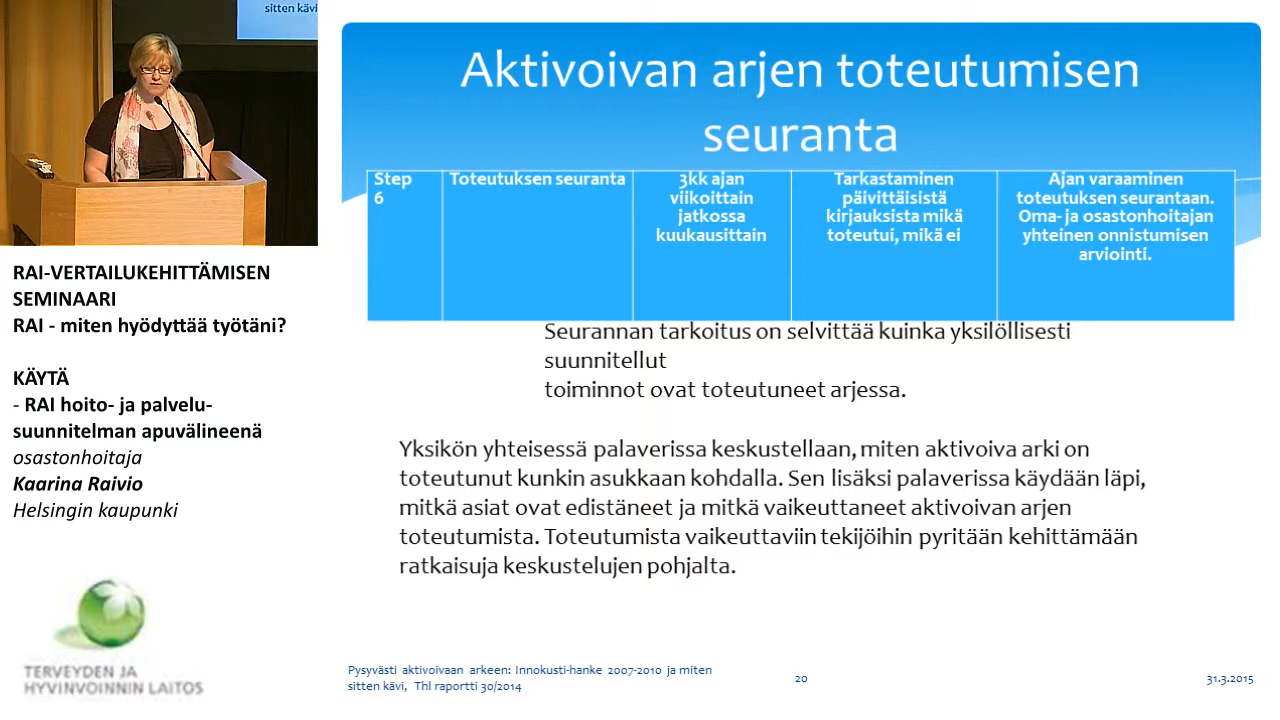 sitten kävi
RAI-VERTAILUKEHITTÄMISEN
SEMINAARI
RAI - miten hyödyttää työtäni?
KÄYTÄ
- RAI hoito- ja palvelu-
suunnitelman apuvälineenä
osastonhoitaja
Kaarina Raivio
Helsingin kaupunki
TERVEYDEN JA
HYVINVOINNIN LAITOS
Aktivoivan arjen toteutumisen
seuranta
Step
6
Toteutuksen seuranta
3kk ajan
viikoittain
jatkossa
kuukausittain
Tarkastaminen
päivittäisistä
kirjauksista mikä
toteutui, mikä ei
Ajan varaaminen
toteutuksen seurantaan.
Oma- ja osastonhoitajan
yhteinen onnistumisen
arviointi.
Seurannan tarkoitus on selvittää kuinka yksilöllisesti
suunnitellut
toiminnot ovat toteutuneet arjessa.
Yksikön yhteisessä palaverissa keskustellaan, miten aktivoiva arki on
toteutunut kunkin asukkaan kohdalla. Sen lisäksi palaverissa käydään läpi,
mitkä asiat ovat edistäneet ja mitkä vaikeuttaneet aktivoivan arjen
toteutumista. Toteutumista vaikeuttaviin tekijöihin pyritään kehittämään
ratkaisuja keskustelujen pohjalta.
Pysyvästi aktivoivaan arkeen: Innokusti-hanke 2007-2010 ja miten
sitten kävi, Thl raportti 30/2014
20
31.3.2015